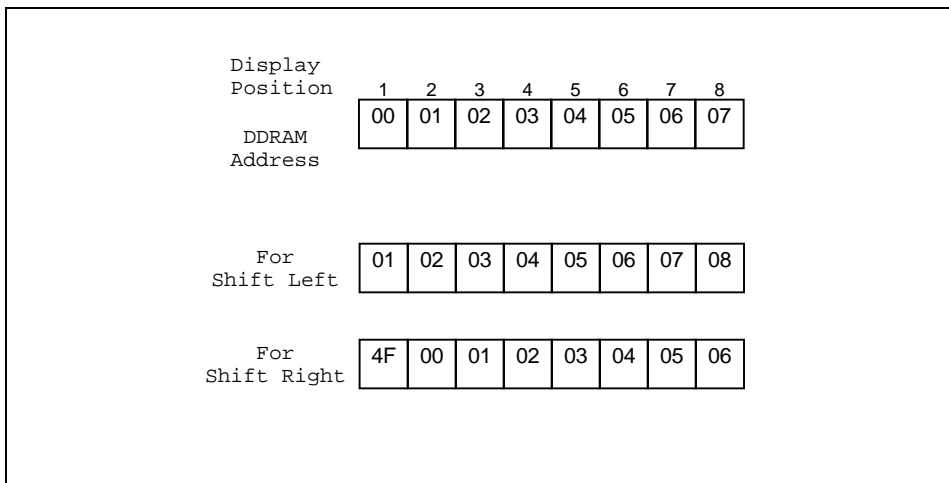 Display
Position 1 2 3 4 5 6 7 8
00 01 02 03 04 05 06 07
DDRAM
Address
For
Shift Left
01 02 03 04 05 06 07 08
For
Shift Right
4F 00 01 02 03 04 05 06